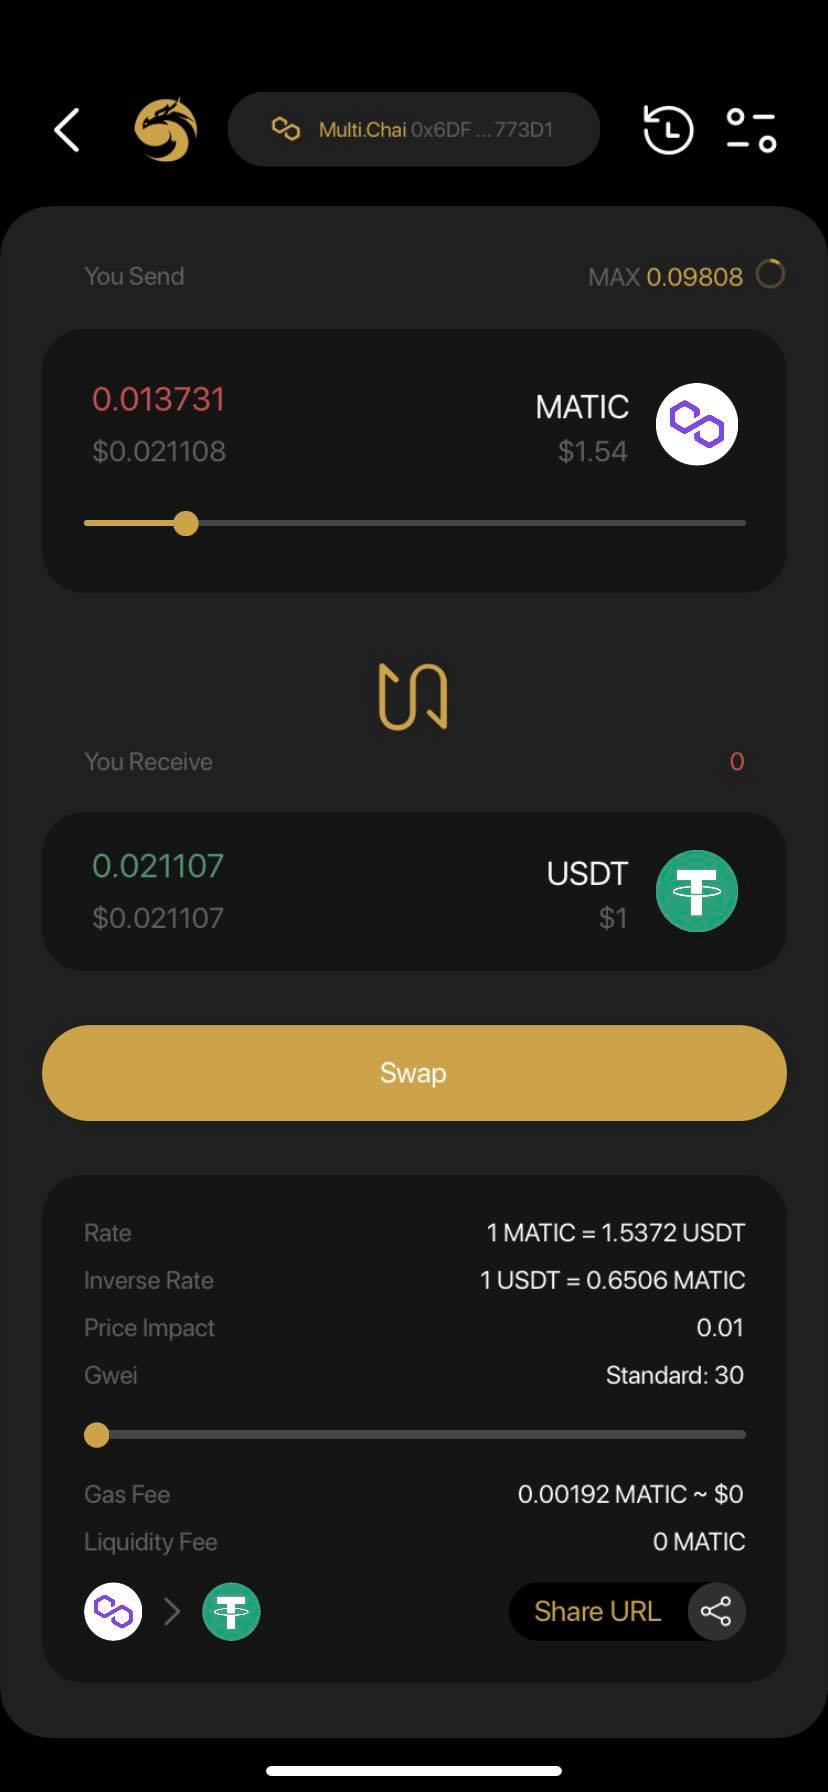 Multi.Chai 0x6DF ... 773D1
You Send MAX 0.09808
0.013731 MATIC
$0.021108 $1.54
You Receive 0
0.021107 USDT
$0.021107 $1
Swap
Rate 1 MATIC = 1.5372 USDT
Inverse Rate 1 USDT = 0.6506 MATIC
Price Impact 0.01
Gwei Standard: 30
Gas Fee 0.00192 MATIC ~ $0
Liquidity Fee 0 MATIC
Share URL